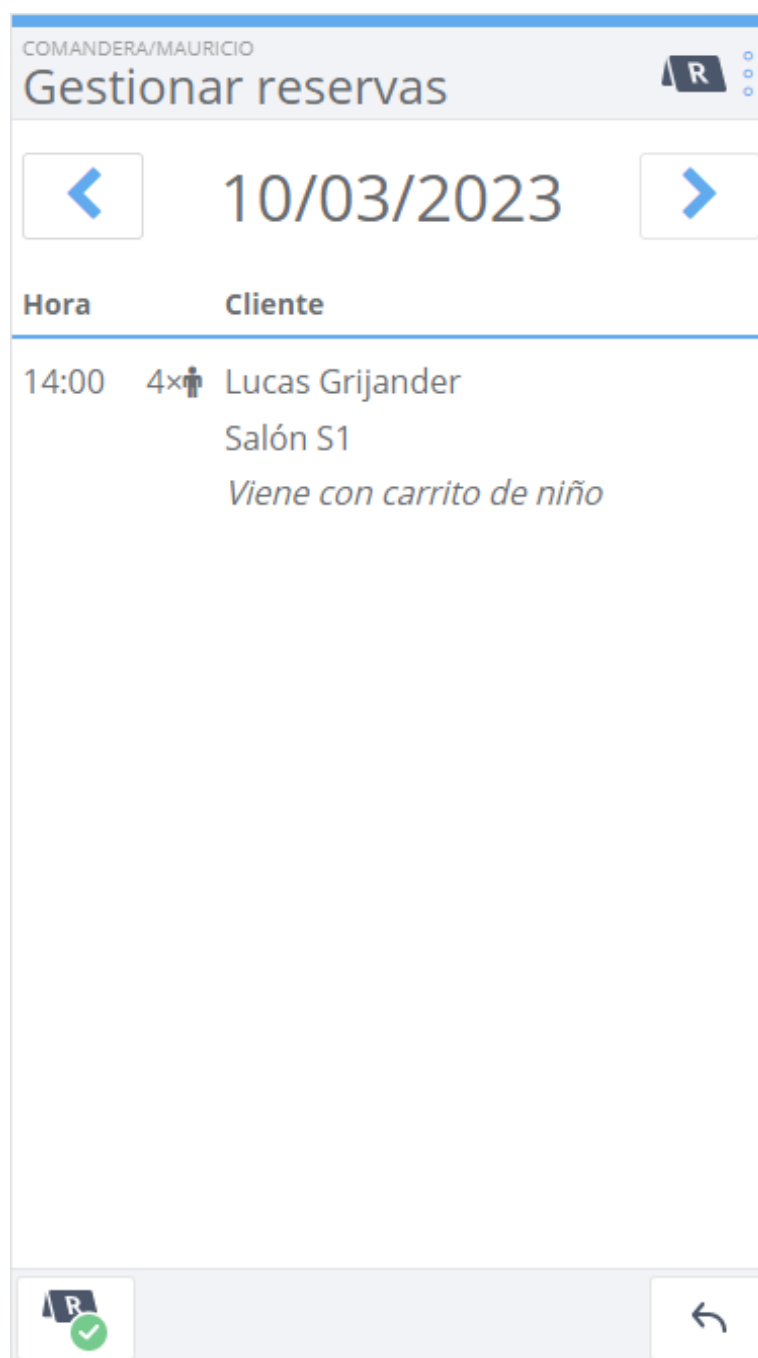 COMANDERA/MAURICIO
Gestionar reservas
R
10/03/2023
Hora Cliente
14:00 4× Lucas Grijander
Salón S1
Viene con carrito de niño
R